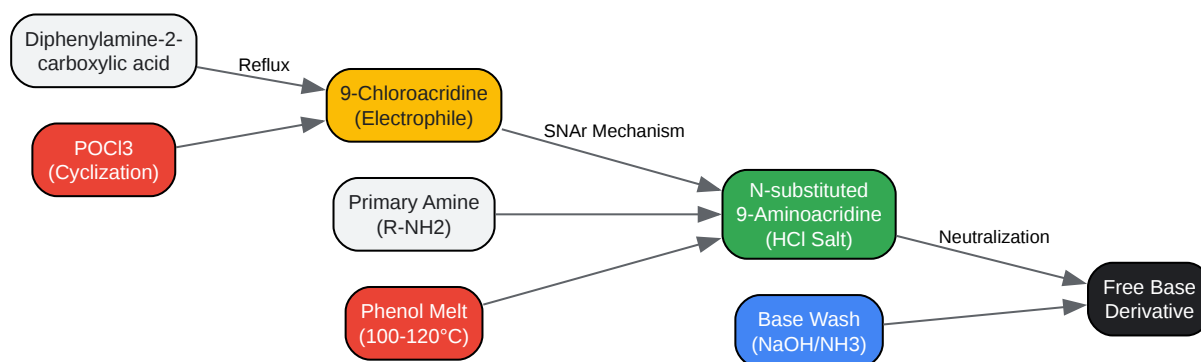 Diphenylamine-2-
carboxylic acid
Reflux
POCl3
(Cyclization)
9-Chloroacridine
(Electrophile)
SNAr Mechanism
Primary Amine
(R-NH2)
Phenol Melt
(100-120°C)
N-substituted
9-Aminoacridine
(HCl Salt)
Neutralization
Base Wash
(NaOH/NH3)
Free Base
Derivative